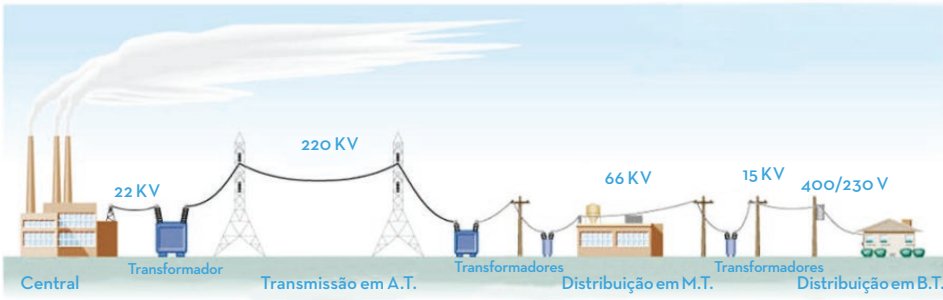 220 KV
22 KV
66 KV
15 KV
400/230 V
Central
Transformador
Transmissão em A.T.
Transformadores
Distribuição em M.T.
Transformadores
Distribuição em B.T.